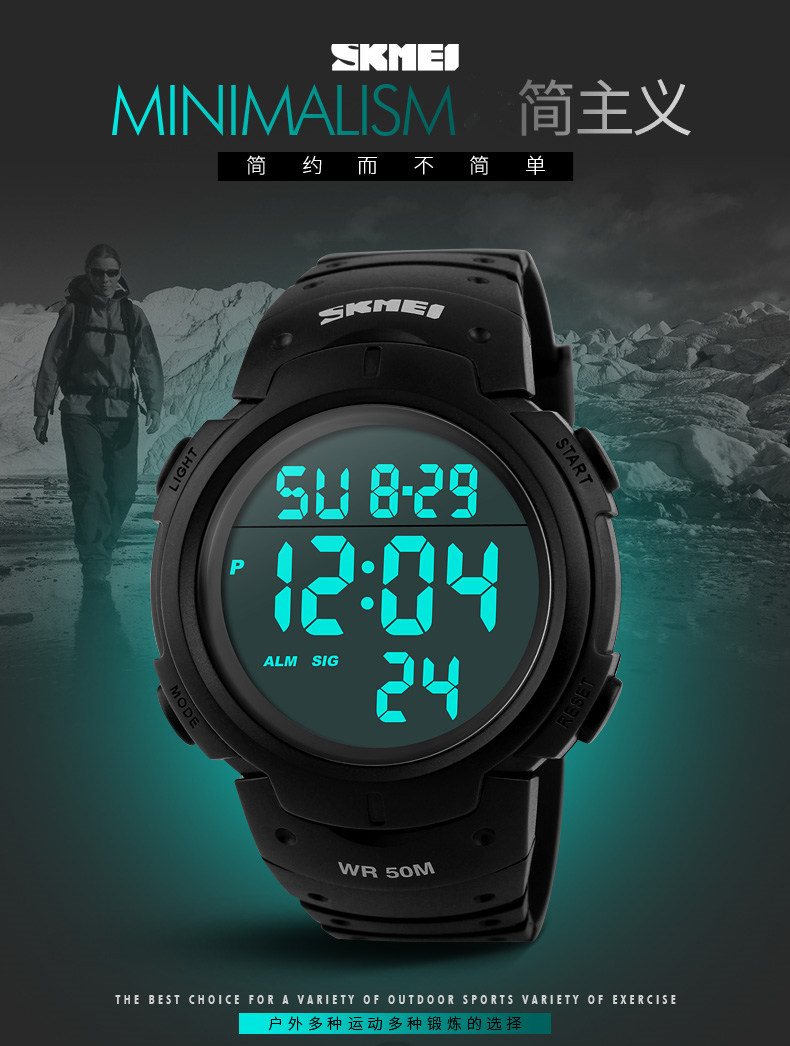 SKMEI
MINIMALISM 简主义
简约而不简单
SKMEI
LIGHT
START
SU 8-29
P 12:04
ALM SIG 24
MODE
RESET
WR 50M
THE BEST CHOICE FOR A VARIETY OF OUTDOOR SPORTS VARIETY OF EXERCISE
户外多种运动多种锻炼的选择